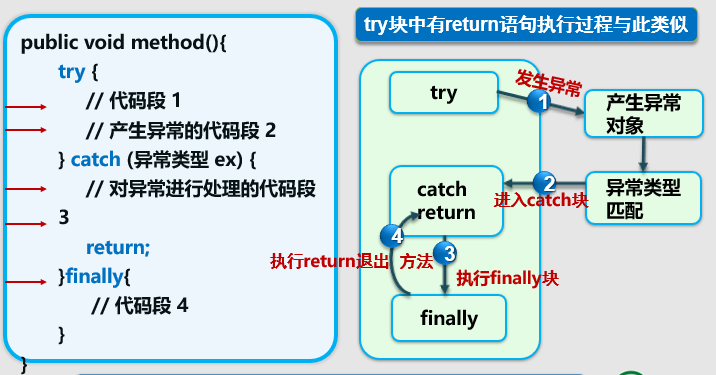 try块中有return语句执行过程与此类似
public void method(){
try {
// 代码段 1
// 产生异常的代码段 2
} catch (异常类型 ex) {
// 对异常进行处理的代码段
3
return;
}finally{
// 代码段 4
}
}
try
发生异常
1
产生异常
对象
catch
return
2
进入catch块
异常类型
匹配
4
3
执行return退出 方法
执行finally块
finally